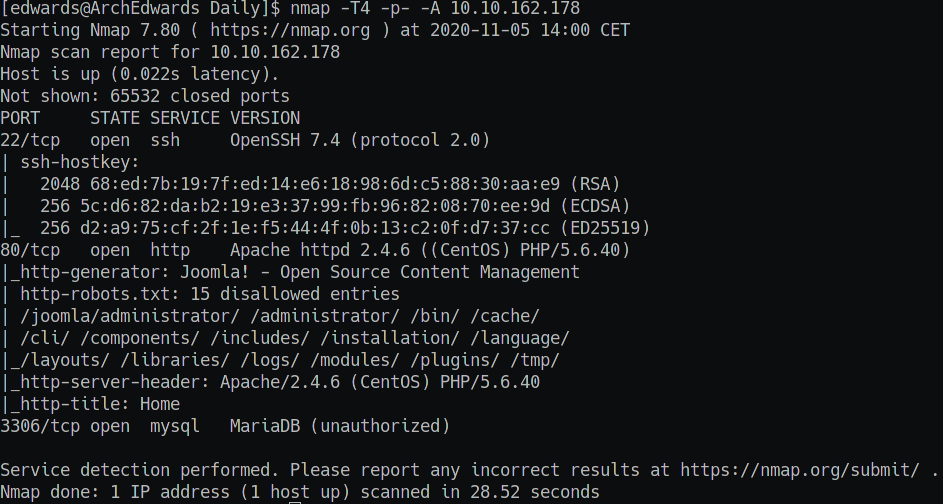 [edwards@ArchEdwards Daily]$ nmap -T4 -p- -A 10.10.162.178
Starting Nmap 7.80 ( https://nmap.org ) at 2020-11-05 14:00 CET
Nmap scan report for 10.10.162.178
Host is up (0.022s latency).
Not shown: 65532 closed ports
PORT     STATE SERVICE VERSION
22/tcp   open  ssh     OpenSSH 7.4 (protocol 2.0)
| ssh-hostkey:
|   2048 68:ed:7b:19:7f:ed:14:e6:18:98:6d:c5:88:30:aa:e9 (RSA)
|   256 5c:d6:82:da:b2:19:e3:37:99:fb:96:82:08:70:ee:9d (ECDSA)
|_  256 d2:a9:75:cf:2f:1e:f5:44:4f:0b:13:c2:0f:d7:37:cc (ED25519)
80/tcp   open  http    Apache httpd 2.4.6 ((CentOS) PHP/5.6.40)
|_http-generator: Joomla! - Open Source Content Management
| http-robots.txt: 15 disallowed entries
| /joomla/administrator/ /administrator/ /bin/ /cache/
| /cli/ /components/ /includes/ /installation/ /language/
|_/layouts/ /libraries/ /logs/ /modules/ /plugins/ /tmp/
|_http-server-header: Apache/2.4.6 (CentOS) PHP/5.6.40
|_http-title: Home
3306/tcp open  mysql   MariaDB (unauthorized)
Service detection performed. Please report any incorrect results at https://nmap.org/submit/ .
Nmap done: 1 IP address (1 host up) scanned in 28.52 seconds